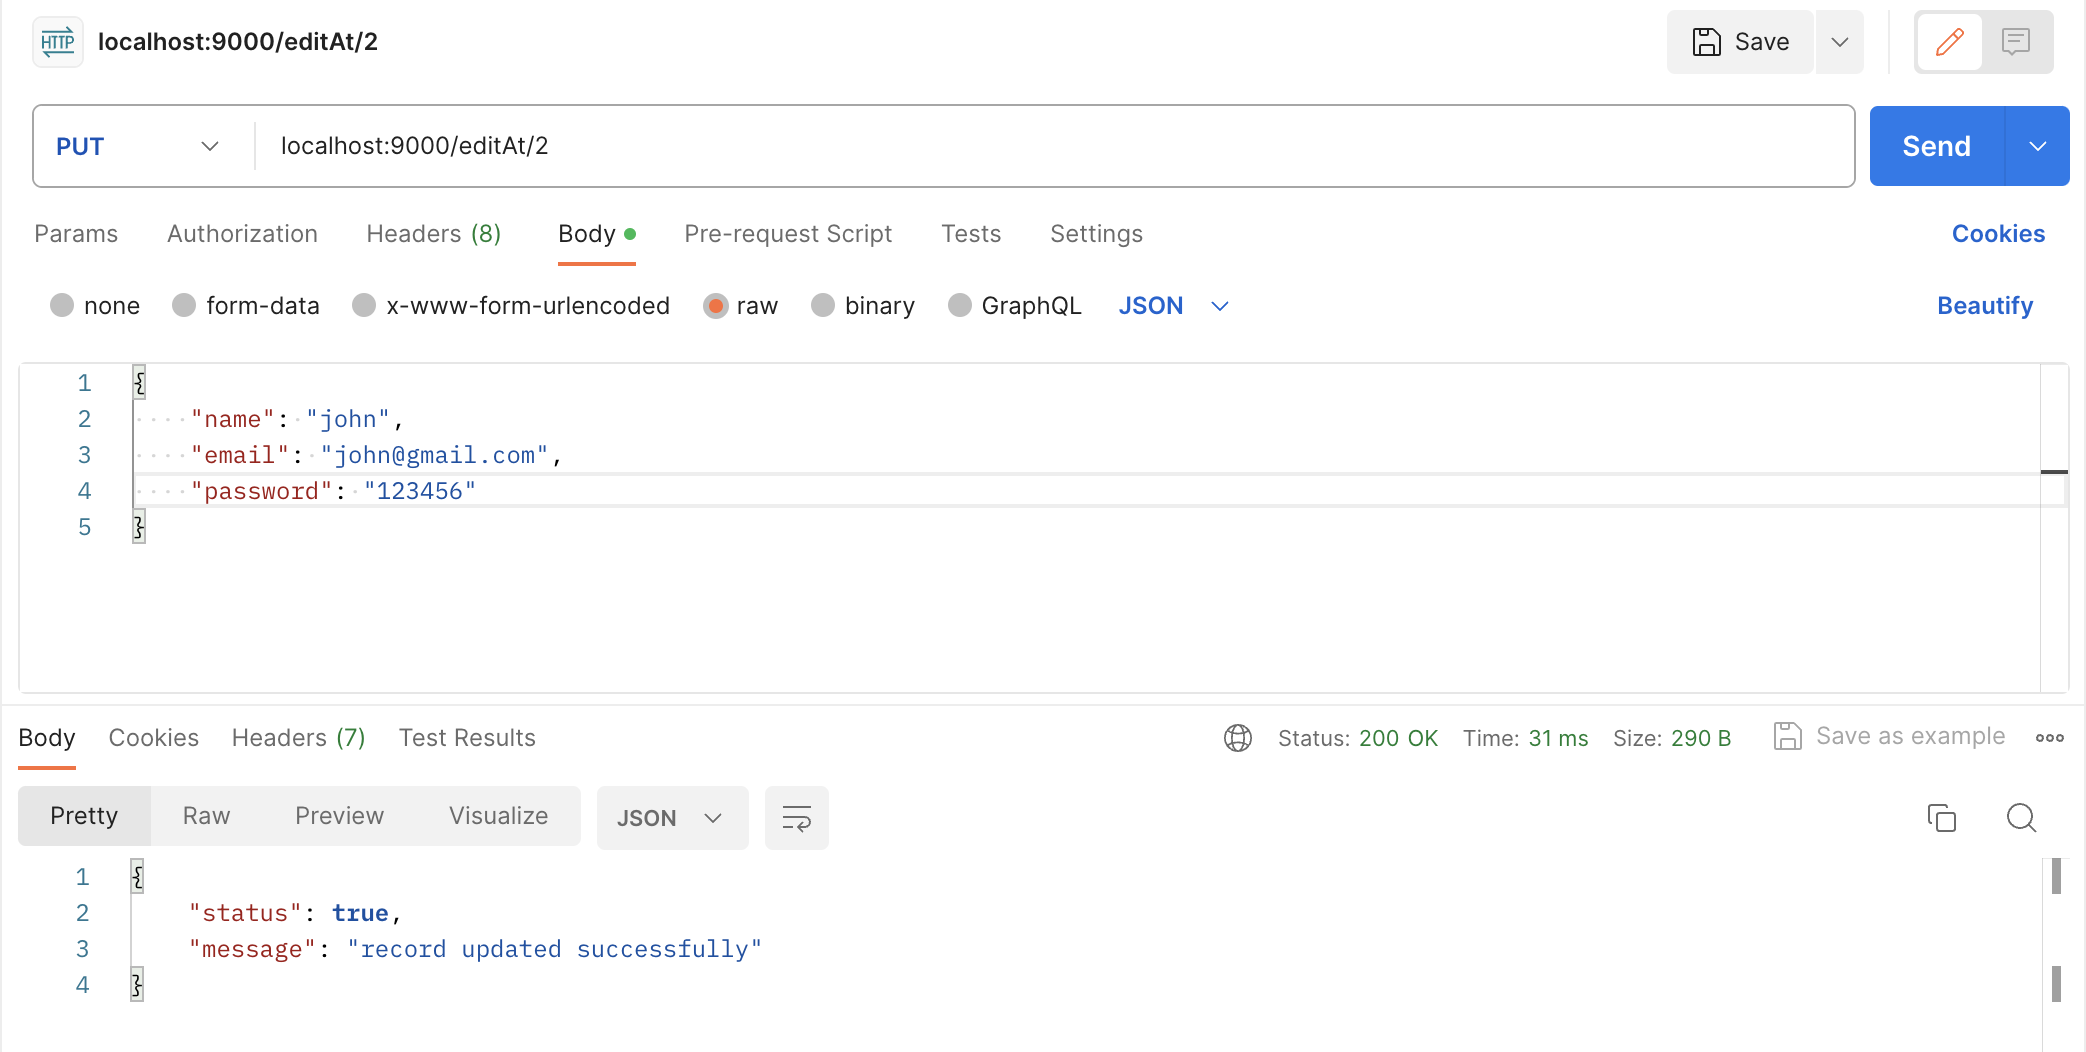 HTTP localhost:9000/editAt/2 Save
PUT localhost:9000/editAt/2 Send
Params Authorization Headers (8) Body Pre-request Script Tests Settings Cookies
none form-data x-www-form-urlencoded raw binary GraphQL JSON Beautify
1 {
2 "name": "john",
3 "email": "john@gmail.com",
4 "password": "123456"
5 }
Body Cookies Headers (7) Test Results Status: 200 OK Time: 31 ms Size: 290 B Save as example
Pretty Raw Preview Visualize JSON
1 {
2 "status": true,
3 "message": "record updated successfully"
4 }